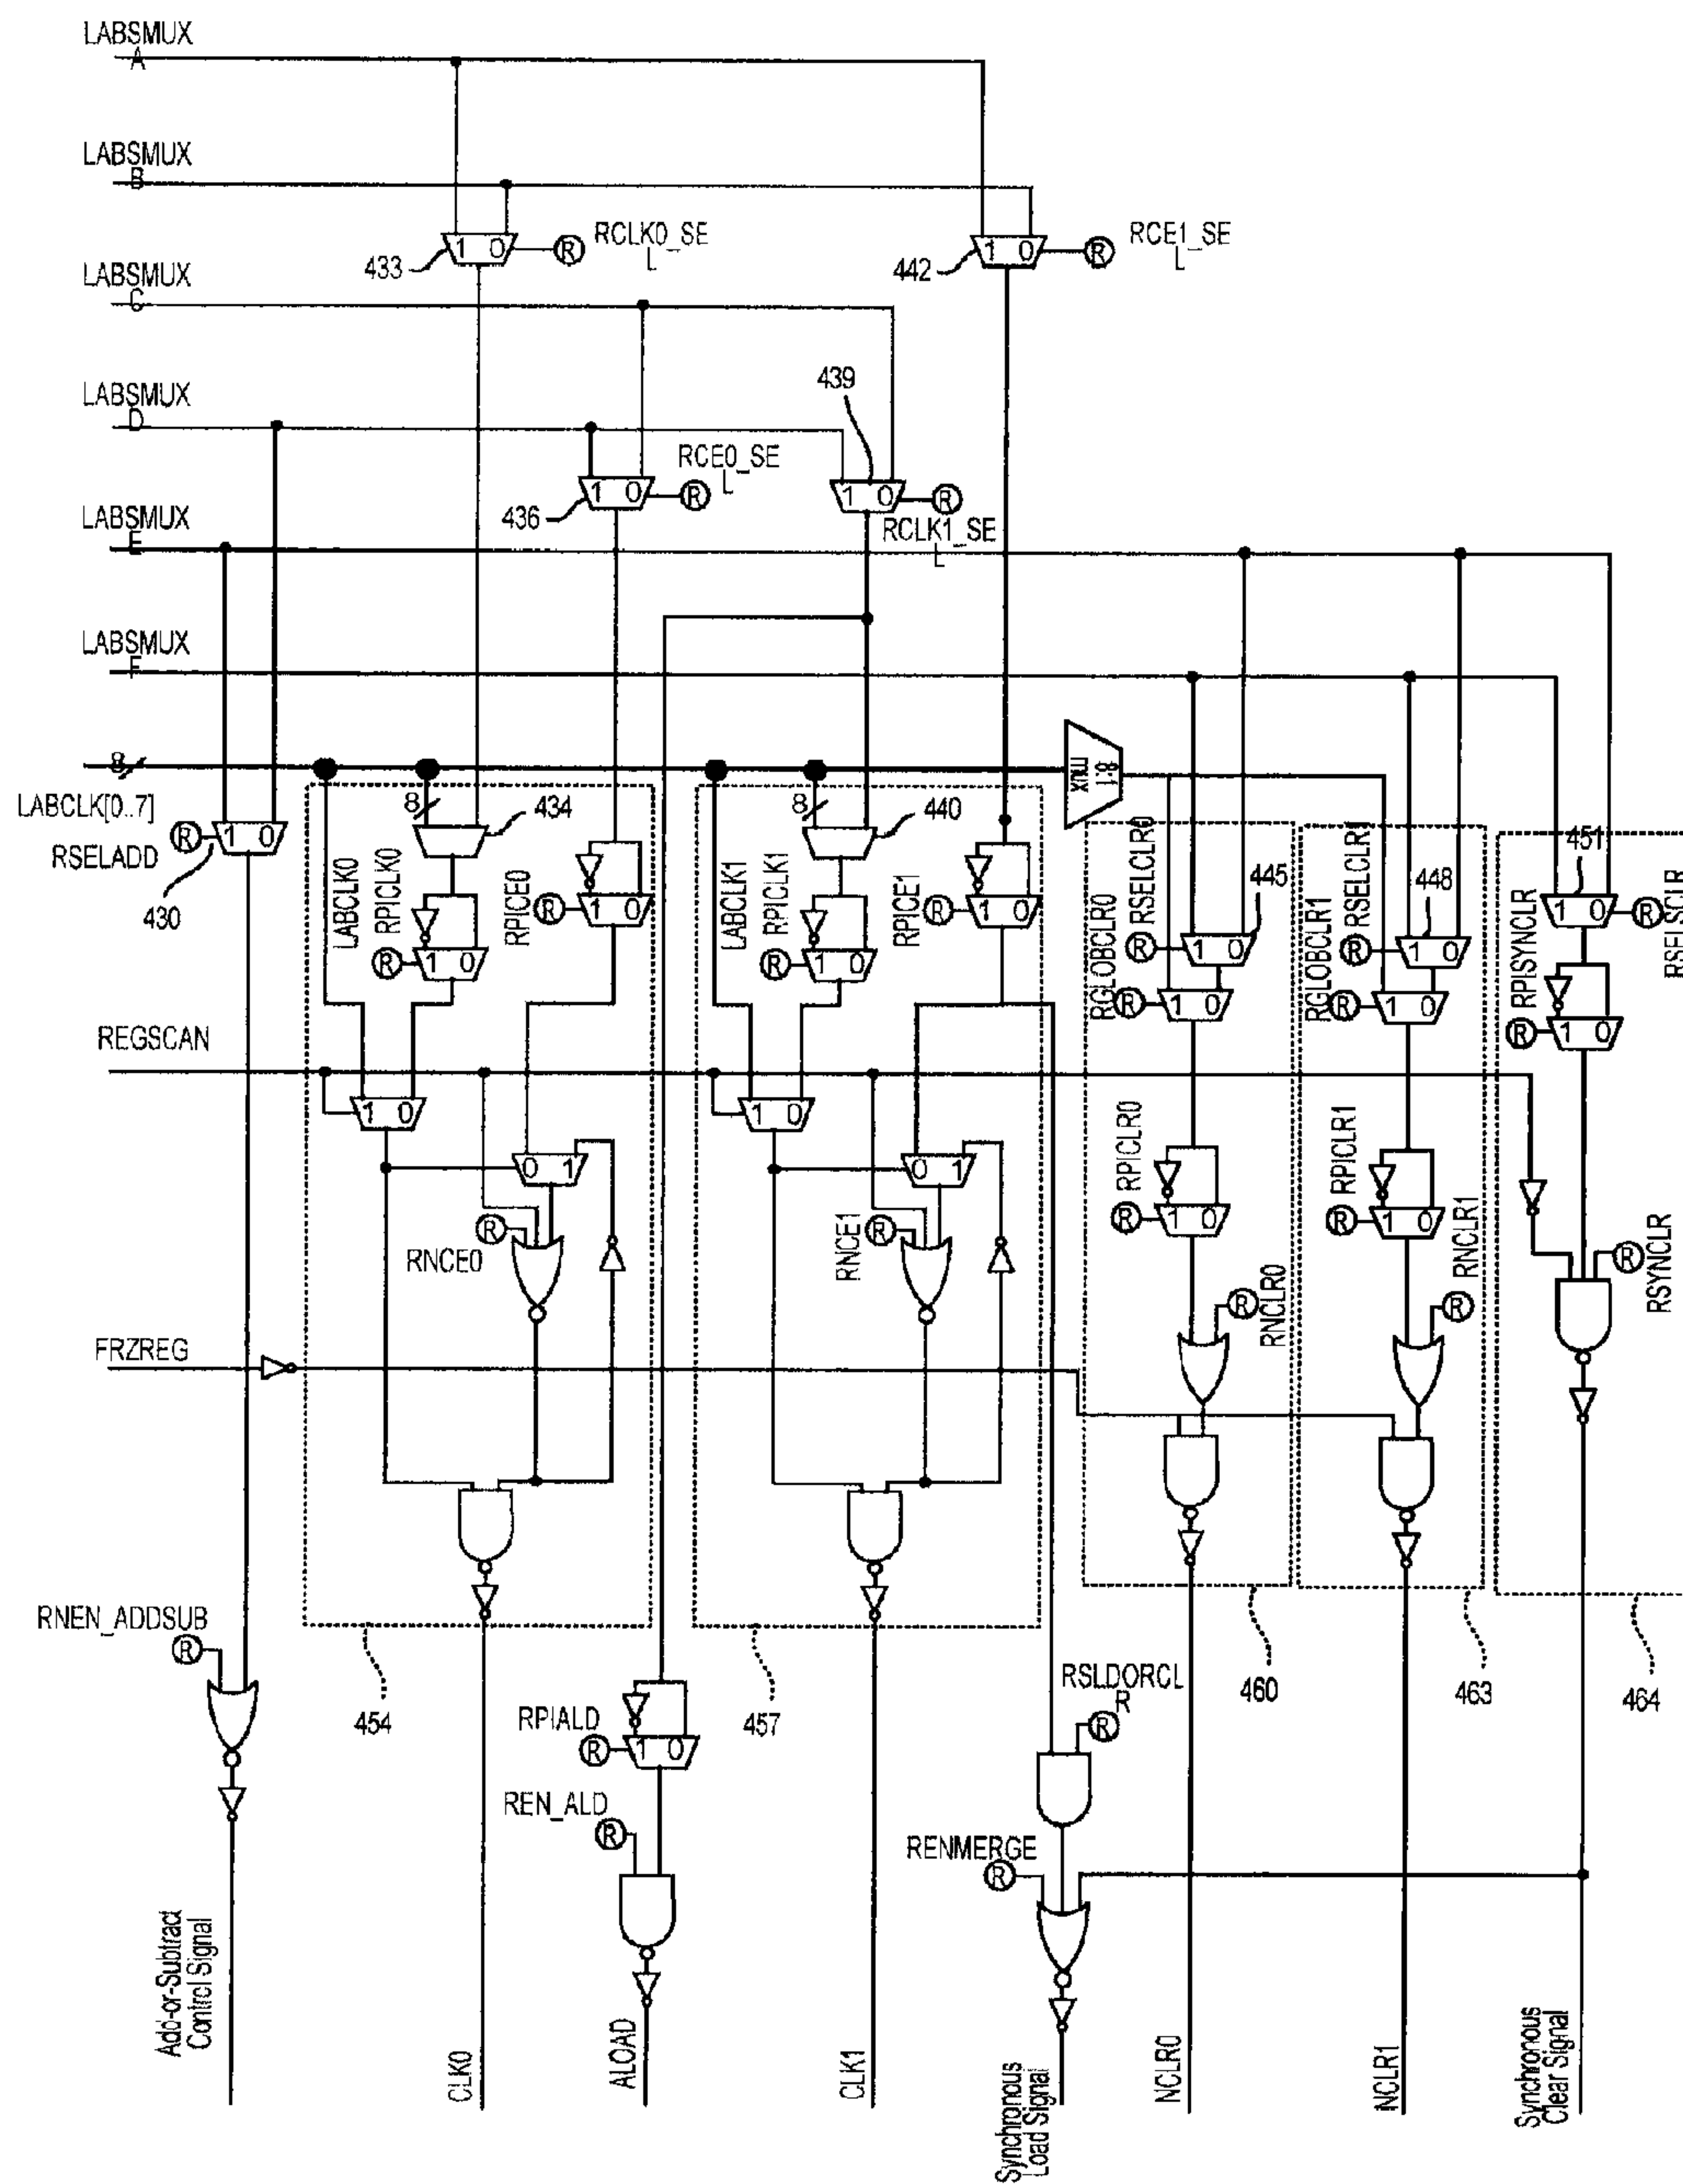 LABSMUX
A
LABSMUX
B
433
1 0
R
RCLK0_SE
L
442
1 0
R
RCE1_SE
L
LABSMUX
C
LABSMUX
D
439
436
1 0
R
RCE0_SE
L
1 0
R
RCLK1_SE
L
LABSMUX
E
LABSMUX
F
8
LABCLK[0..7]
8:1
MUX
R
1 0
RSELADD
430
8
434
LABCLK0
RPICLK0
R
1 0
RPICE0
R
1 0
8
440
LABCLK1
RPICLK1
R
1 0
RPICE1
R
1 0
RGLOBCLR0
RSELCLR0
R
1 0
445
R
1 0
RGLOBCLR1
RSELCLR1
R
1 0
448
R
1 0
451
1 0
R
RSELSCLR
RPISYNCLR
R
1 0
REGSCAN
1 0
0 1
R
RNCE0
1 0
0 1
R
RNCE1
RPICLR0
R
1 0
RPICLR1
R
1 0
R
RNCLR0
R
RNCLR1
R
RSYNCLR
FRZREG
RNEN_ADDSUB
R
454
457
460
463
464
RPIALD
R
1 0
REN_ALD
R
RSLDORCL
R
R
RENMERGE
R
Add-or-Subtract
Control Signal
CLK0
ALOAD
CLK1
Synchronous
Load Signal
NCLR0
NCLR1
Synchronous
Clear Signal